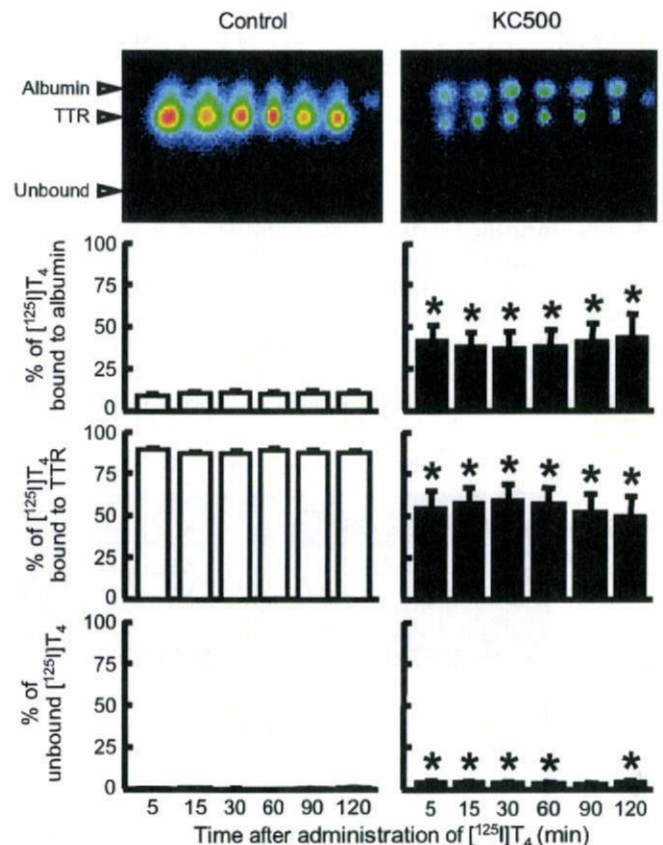 Control KC500
Albumin
TTR
Unbound
% of [¹²⁵I]T₄
bound to albumin
100
75
50
25
0
* * * * * *
% of [¹²⁵I]T₄
bound to TTR
100
75
50
25
0
* * * * * *
% of
unbound [¹²⁵I]T₄
100
75
50
25
0
* * * * *
5 15 30 60 90 120 5 15 30 60 90 120
Time after administration of [¹²⁵I]T₄ (min)